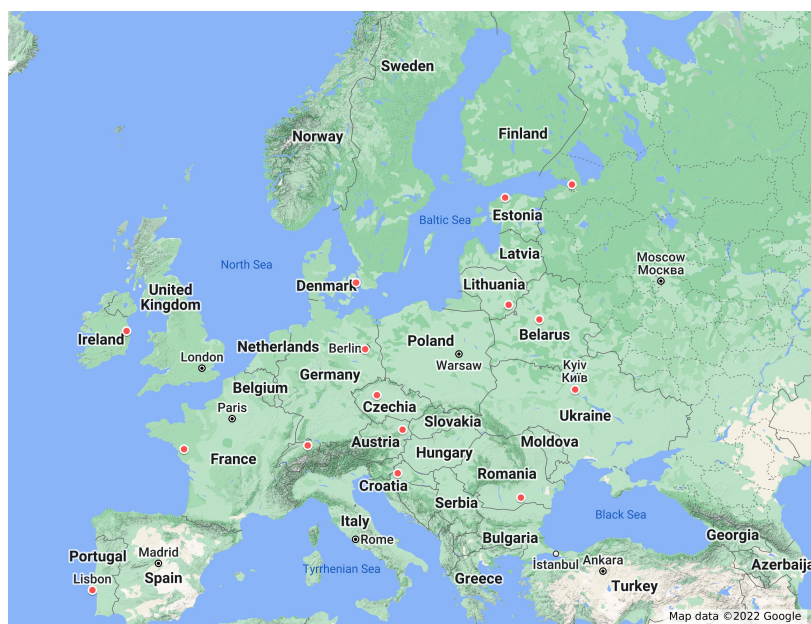 Sweden
Norway
Finland
Baltic Sea
Estonia
North Sea
Latvia
Moscow
Москва
United
Kingdom
Denmark
Lithuania
Ireland
Belarus
Netherlands
Berlin
Poland
London
Warsaw
Germany
Kyiv
Київ
Belgium
Paris
Czechia
Ukraine
Slovakia
Austria
Moldova
Hungary
France
Romania
Croatia
Serbia
Black Sea
Italy
Rome
Bulgaria
Georgia
Portugal
Madrid
Tyrrhenian Sea
İstanbul
Ankara
Azerbaija
Lisbon
Spain
Greece
Turkey
Map data ©2022 Google